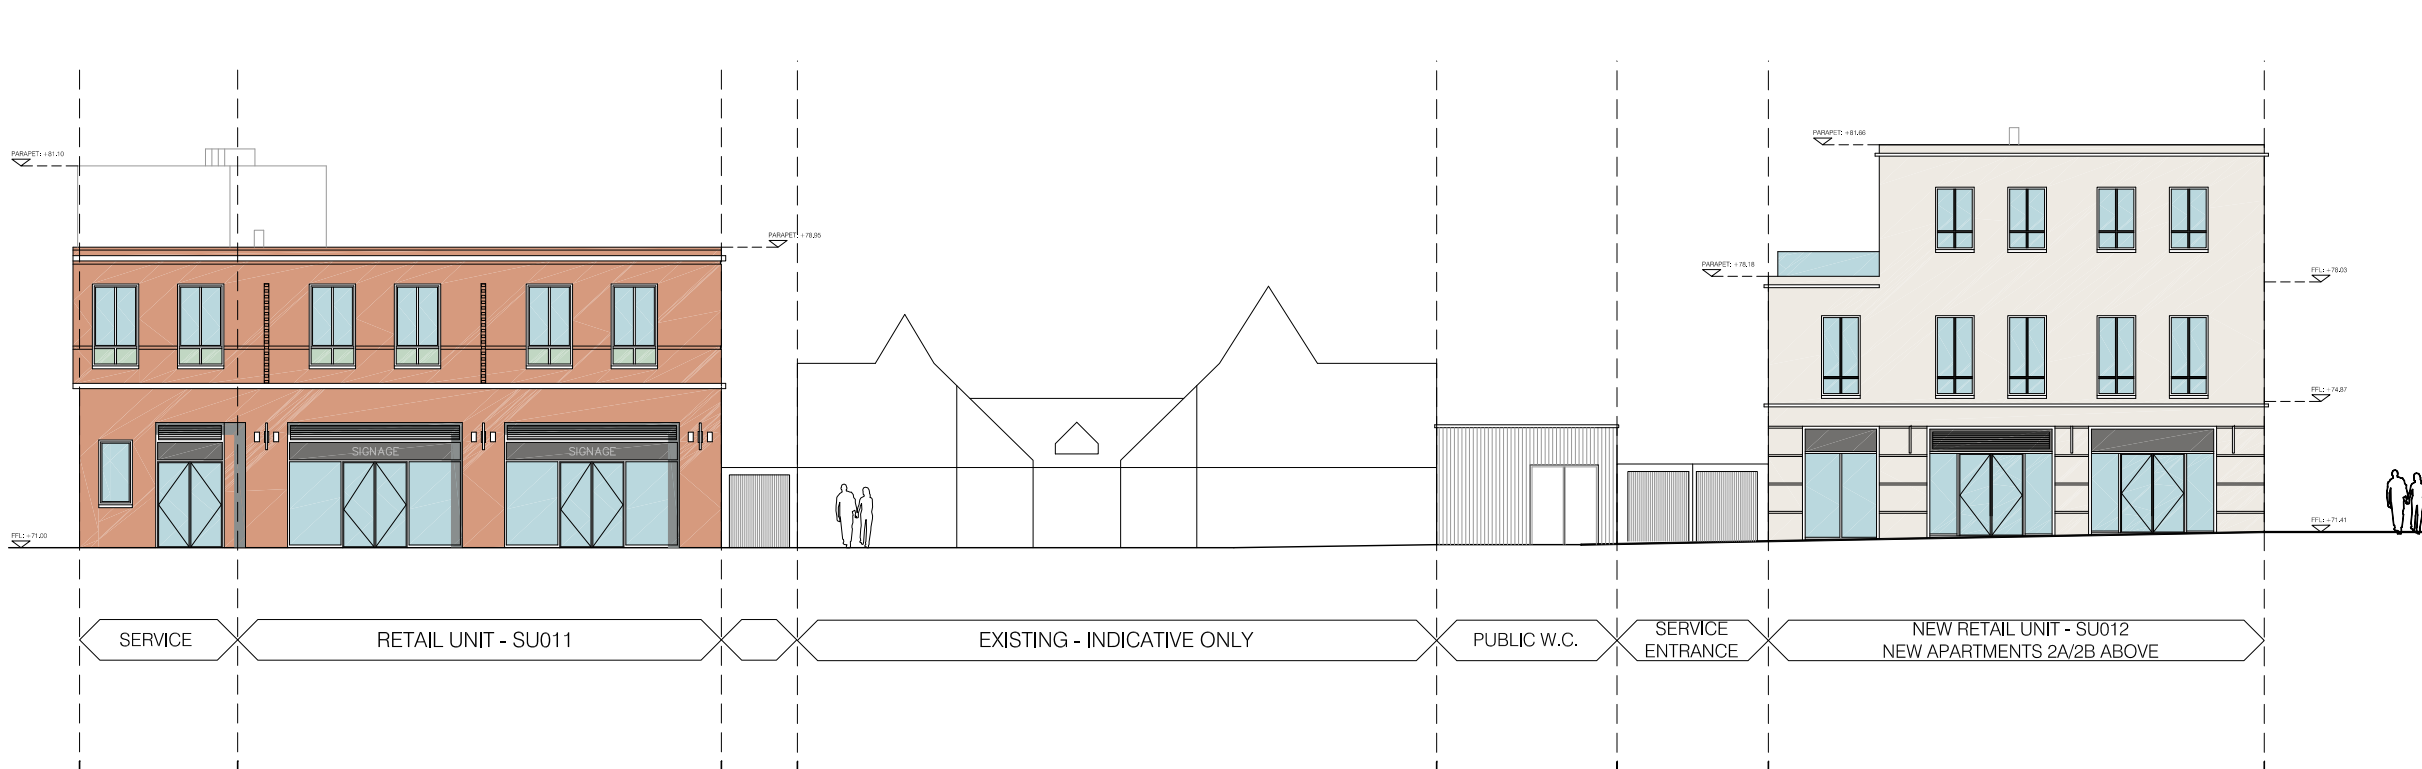 PARAPET: +81.66
PARAPET: +81.10
PARAPET: +78.95
PARAPET: +78.18
FFL: +78.03
FFL: +74.87
SIGNAGE
SIGNAGE
FFL: +71.41
FFL: +71.00
SERVICE
RETAIL UNIT - SU011
EXISTING - INDICATIVE ONLY
PUBLIC W.C.
SERVICE
ENTRANCE
NEW RETAIL UNIT - SU012
NEW APARTMENTS 2A/2B ABOVE